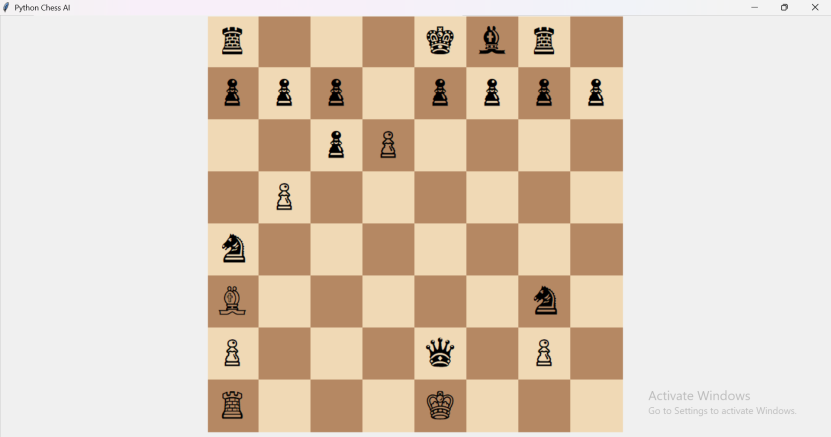 Python Chess AI
Activate Windows
Go to Settings to activate Windows.